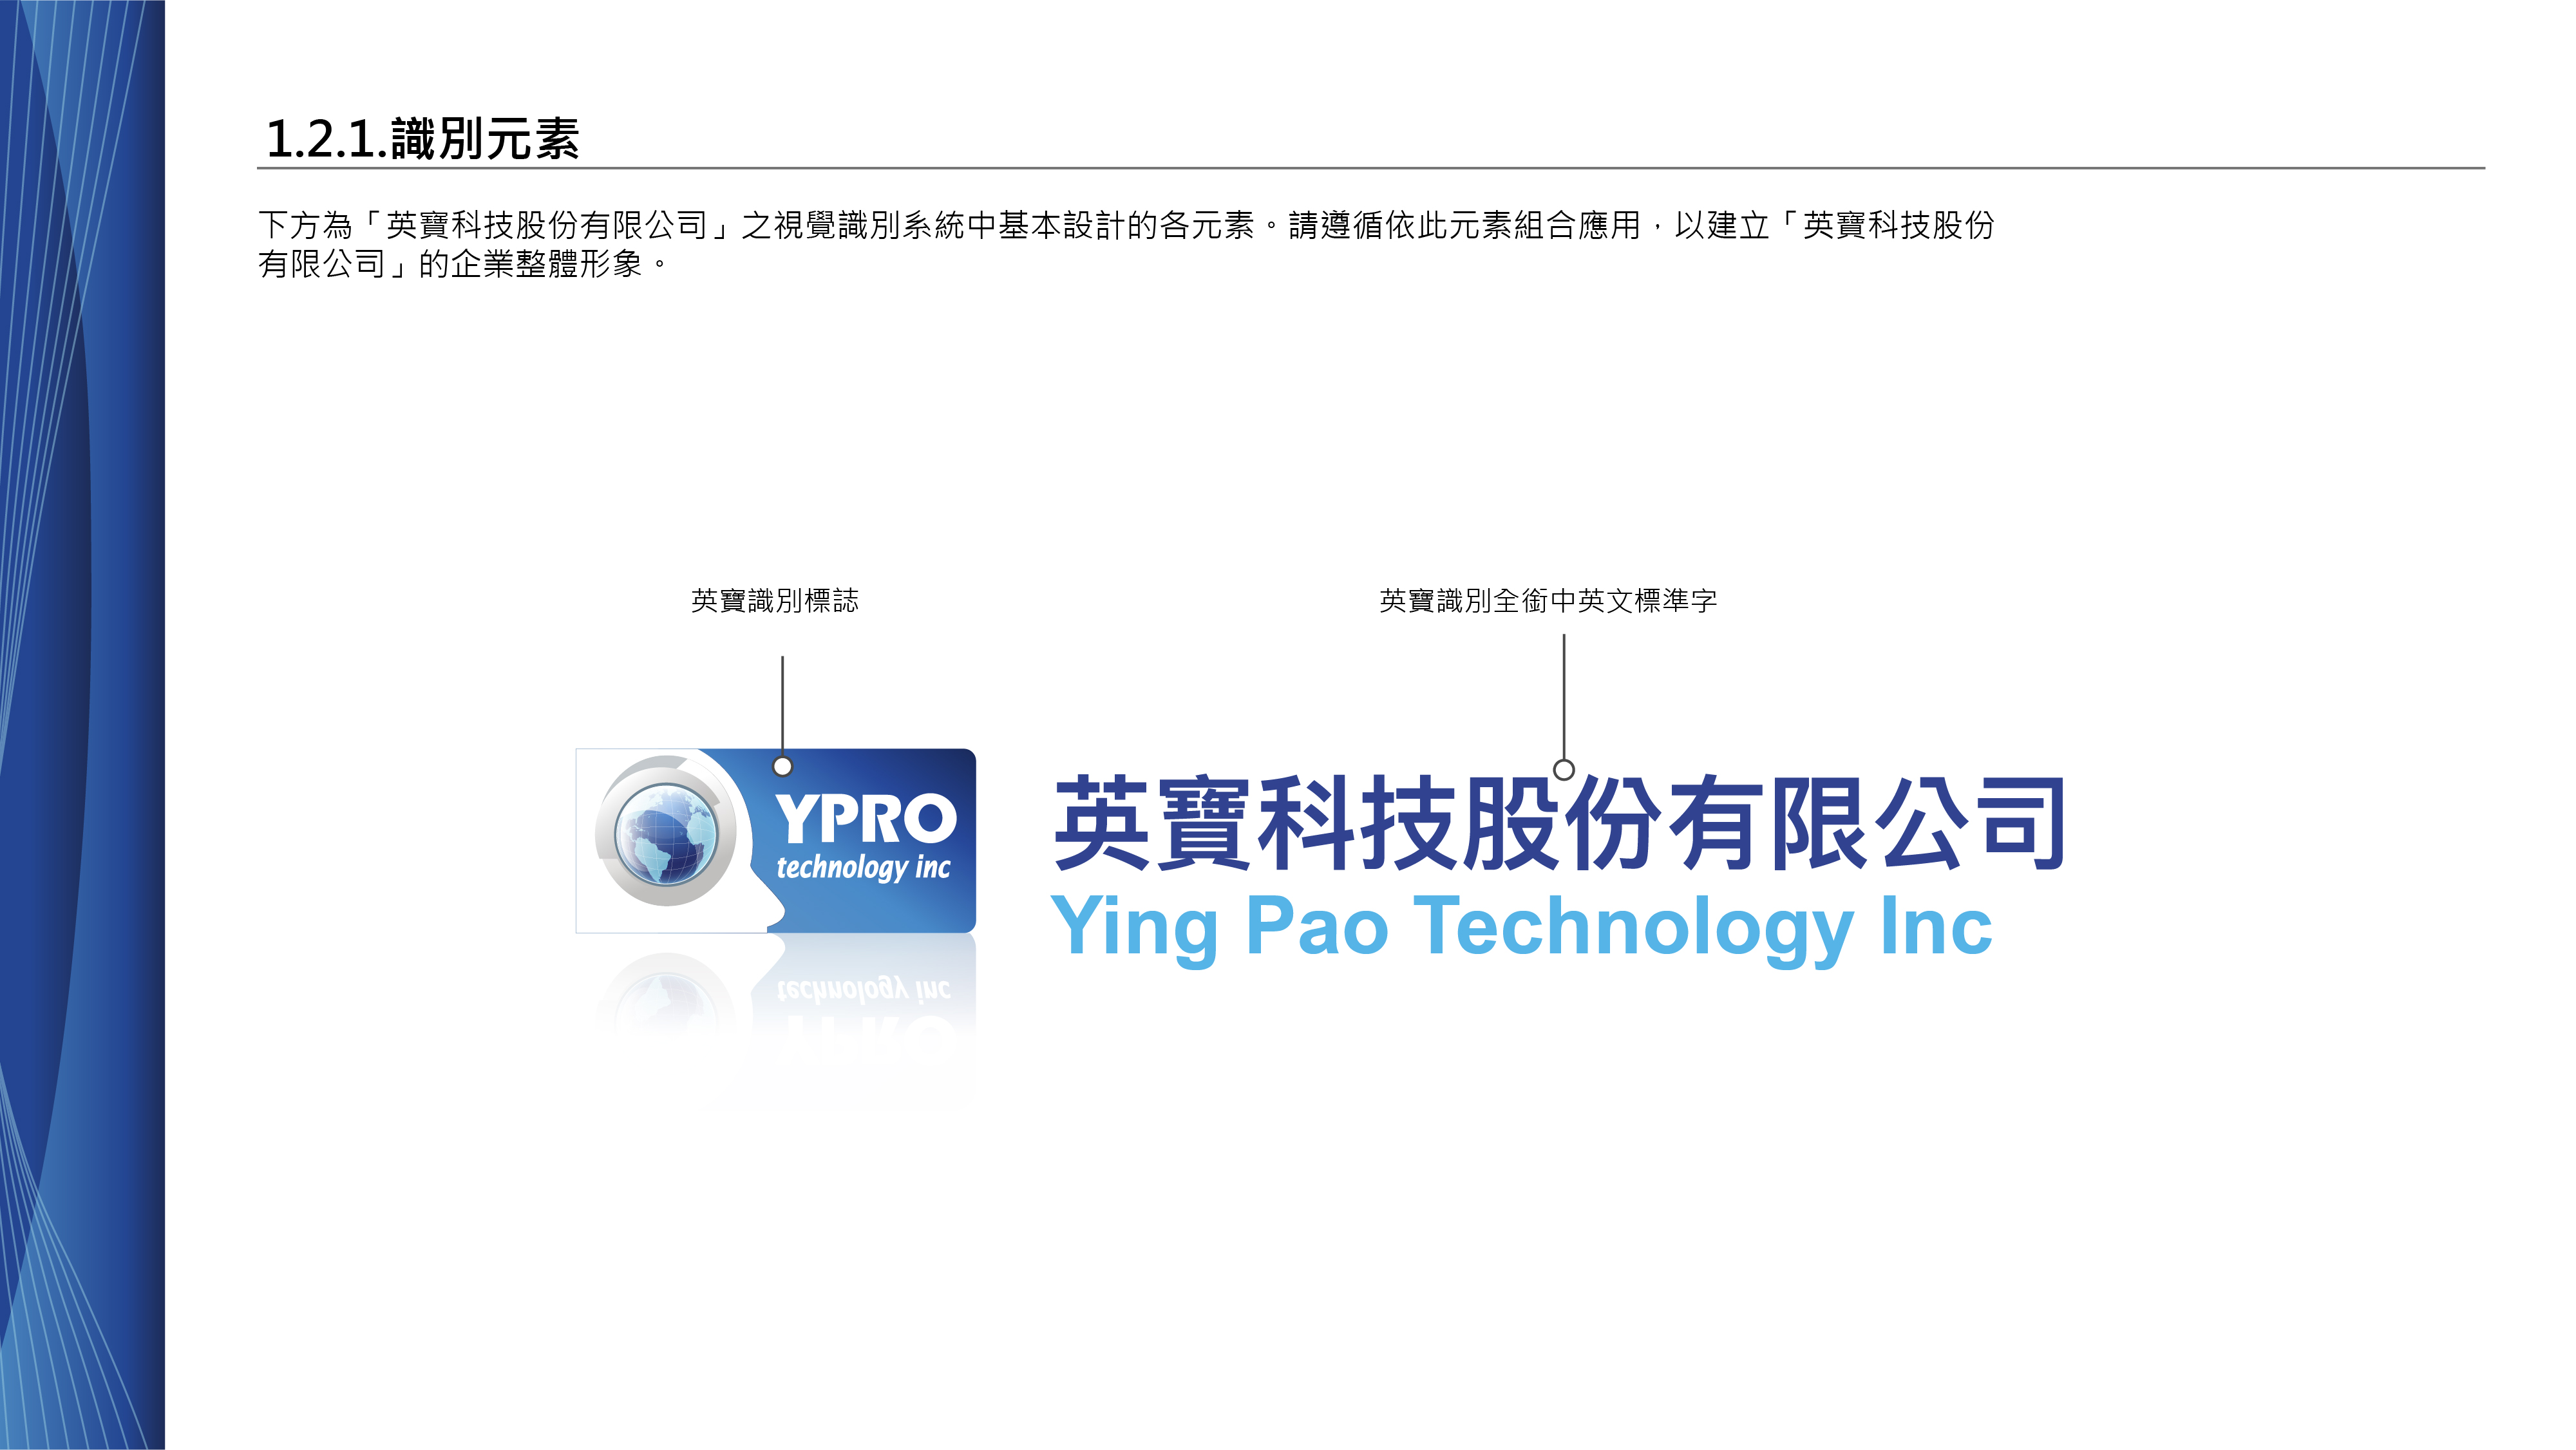 1.2.1.識別元素
下方為「英寶科技股份有限公司」之視覺識別系統中基本設計的各元素。請遵循依此元素組合應用，以建立「英寶科技股份
有限公司」的企業整體形象。
英寶識別標誌
英寶識別全銜中英文標準字
YPRO
technology inc
英寶科技股份有限公司
Ying Pao Technology Inc
technology inc
YPRO